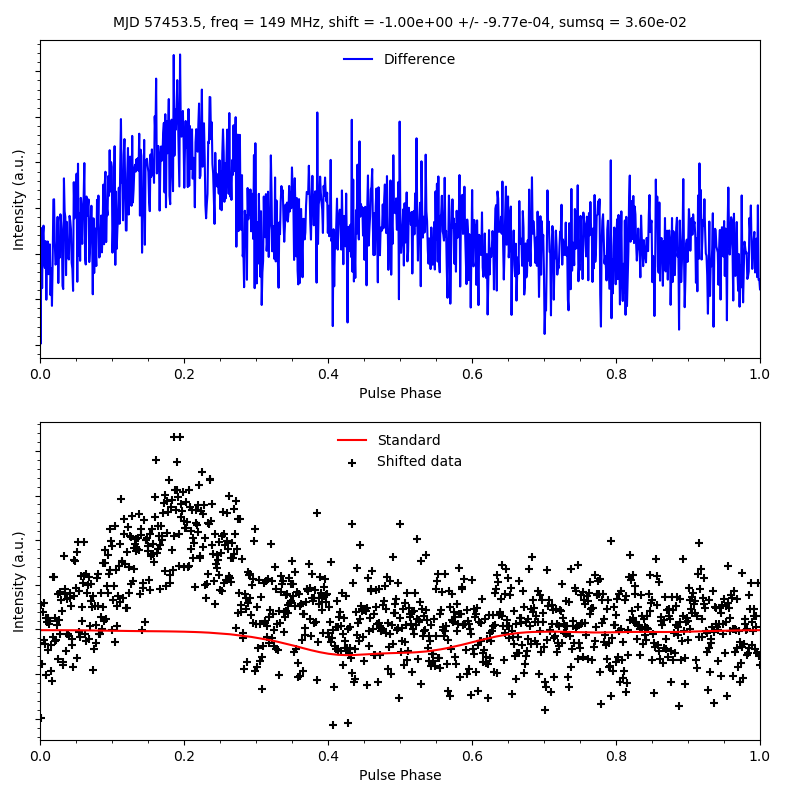 MJD 57453.5, freq = 149 MHz, shift = -1.00e+00 +/- -9.77e-04, sumsq = 3.60e-02
Difference
Intensity (a.u.)
0.0 0.2 0.4 0.6 0.8 1.0
Pulse Phase
Standard
Shifted data
Intensity (a.u.)
0.0 0.2 0.4 0.6 0.8 1.0
Pulse Phase